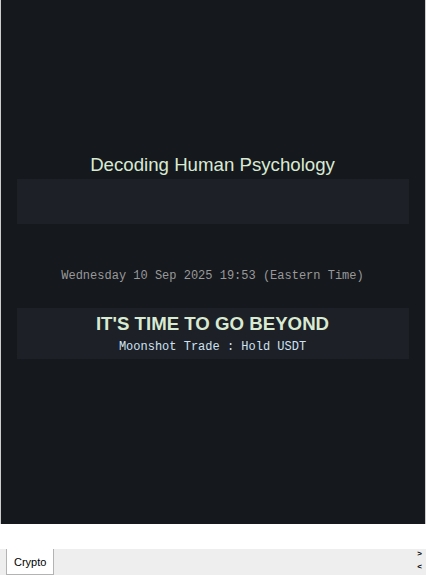 Decoding Human Psychology
Wednesday 10 Sep 2025 19:53 (Eastern Time)
IT'S TIME TO GO BEYOND
Moonshot Trade : Hold USDT
>
Crypto
<